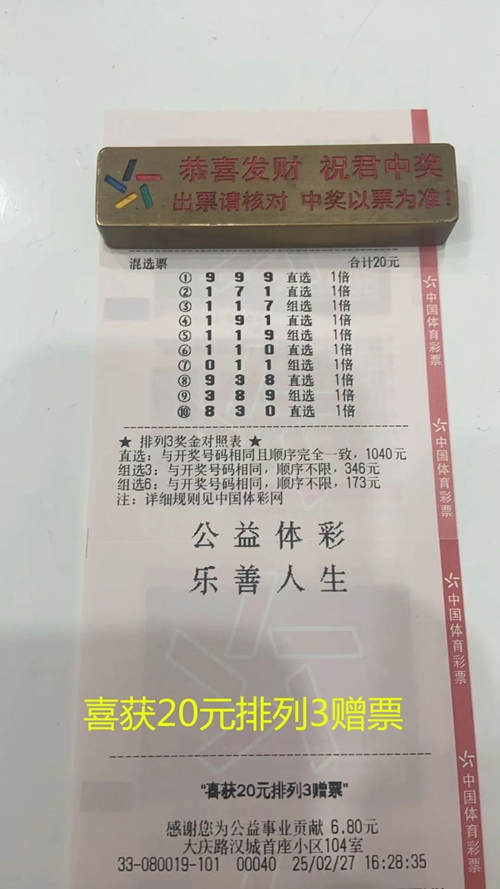 恭喜发财 祝君中奖
出票请核对 中奖以票为准!
混选票 合计20元
① 9 9 9 直选 1倍
② 1 7 1 直选 1倍
③ 1 1 7 组选 1倍
④ 1 9 1 直选 1倍
⑤ 1 1 9 组选 1倍
⑥ 1 1 0 直选 1倍
⑦ 0 1 1 组选 1倍
⑧ 9 3 8 直选 1倍
⑨ 3 8 9 组选 1倍
⑩ 8 3 0 直选 1倍
★ 排列3奖金对照表 ★
直选:与开奖号码相同且顺序完全一致,1040元
组选3:与开奖号码相同,顺序不限,346元
组选6:与开奖号码相同,顺序不限,173元
注:详细规则见中国体彩网
公益体彩
乐善人生
喜获20元排列3赠票
"喜获20元排列3赠票"
感谢您为公益事业贡献 6.80元
大庆路汉城首座小区104室
33-080019-101 00040 25/02/27 16:28:35
中国体育彩票
中国体育彩票
中国体育彩票
中国体育彩票